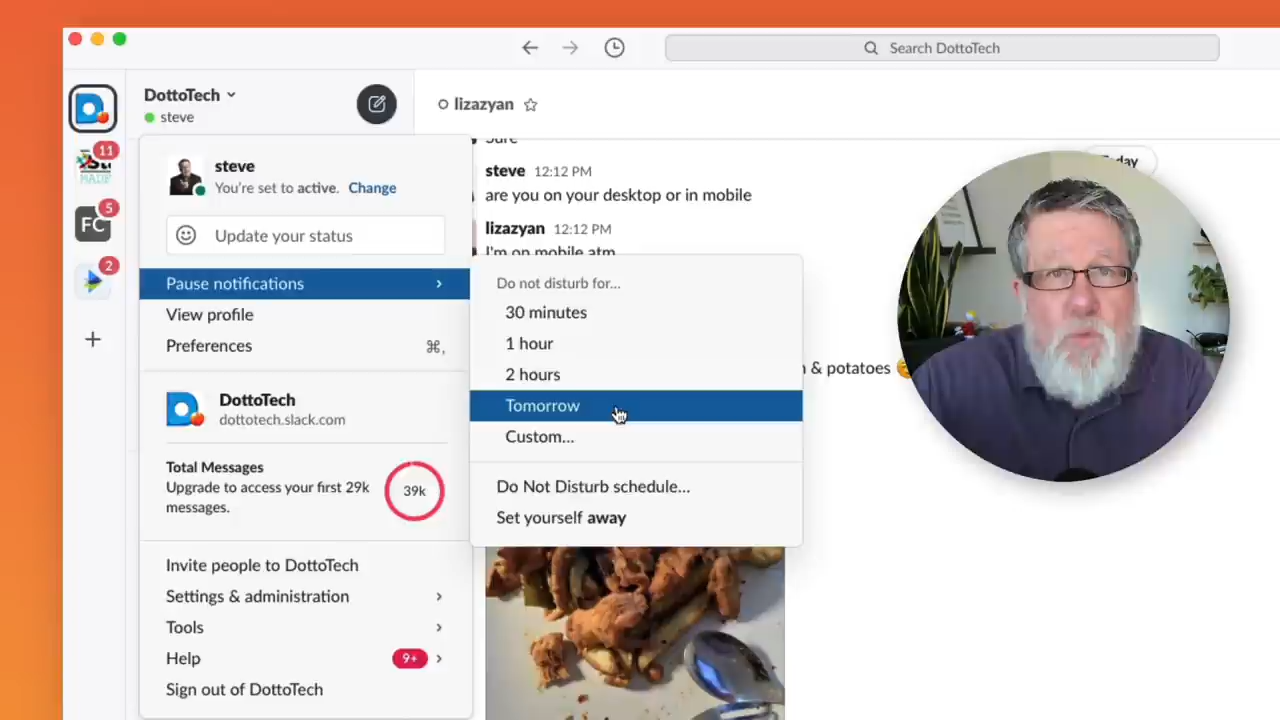 Search DottoTech
11
FC
5
2
DottoTech
steve
steve
You're set to active. Change
Update your status
Pause notifications
View profile
Preferences
⌘,
DottoTech
dottotech.slack.com
Total Messages
Upgrade to access your first 29k
messages.
39k
Invite people to DottoTech
Settings & administration
Tools
Help
9+
Sign out of DottoTech
lizazyan
Sure
steve 12:12 PM
are you on your desktop or in mobile
lizazyan 12:12 PM
I'm on mobile atm
Today
& potatoes
Do not disturb for...
30 minutes
1 hour
2 hours
Tomorrow
Custom...
Do Not Disturb schedule...
Set yourself away